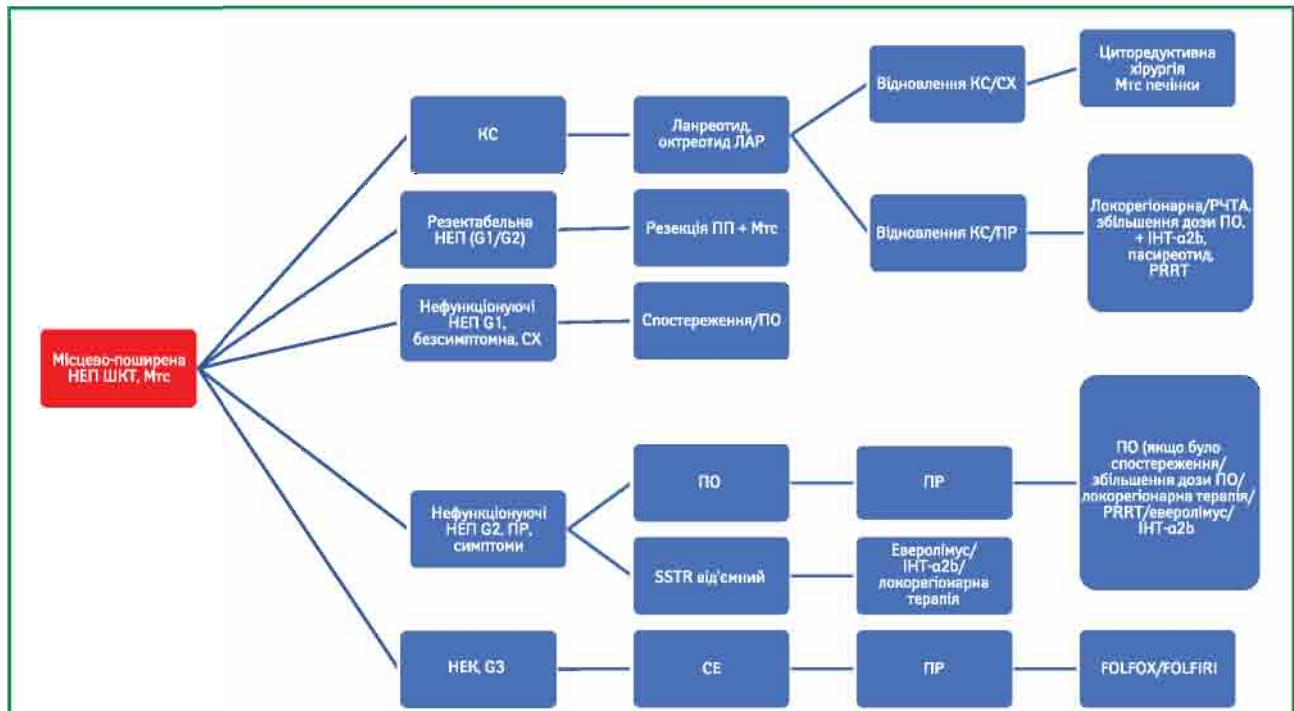 Місцево-поширена
НЕП ШКТ, Мтс
КС
Ланреотид,
октреотид ЛАР
Відновлення КС/СХ
Циторедуктивна
хірургія
Мтс печінки
Відновлення КС/ПР
Локорегіонарна/РЧТА,
збільшення дози ПО,
+ ІНТ-α2b,
пасиреотид,
PRRT
Резектабельна
НЕП (G1/G2)
Резекція ПП + Мтс
Нефункціонуючі
НЕП G1,
безсимптомна, СХ
Спостереження/ПО
Нефункціонуючі
НЕП G2, ПР,
симптоми
ПО
ПР
ПО (якщо було
спостереження/
збільшення дози ПО/
локорегіонарна терапія/
PRRT/еверолімус/
ІНТ-α2b
SSTR від'ємний
Еверолімус/
ІНТ-α2b/
локорегіонарна
терапія
НЕК, G3
СЕ
ПР
FOLFOX/FOLFIRI